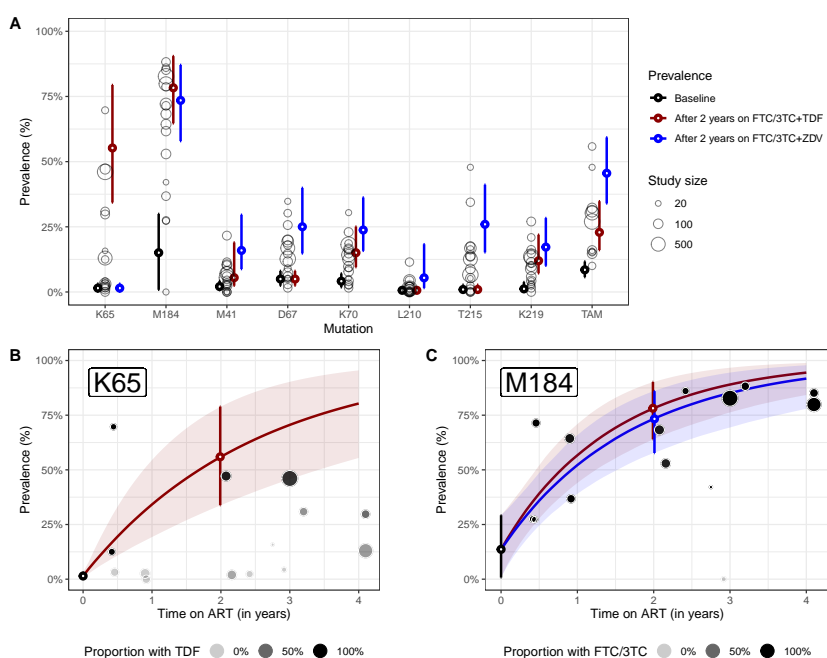 A
100%
75%
50%
25%
0%
Prevalence (%)
K65 M184 M41 D67 K70 L210 T215 K219 TAM
Mutation
Prevalence
Baseline
After 2 years on FTC/3TC+TDF
After 2 years on FTC/3TC+ZDV
Study size
20
100
500
B
K65
100%
75%
50%
25%
0%
Prevalence (%)
0 1 2 3 4
Time on ART (in years)
Proportion with TDF 0% 50% 100%
C
M184
100%
75%
50%
25%
0%
Prevalence (%)
0 1 2 3 4
Time on ART (in years)
Proportion with FTC/3TC 0% 50% 100%